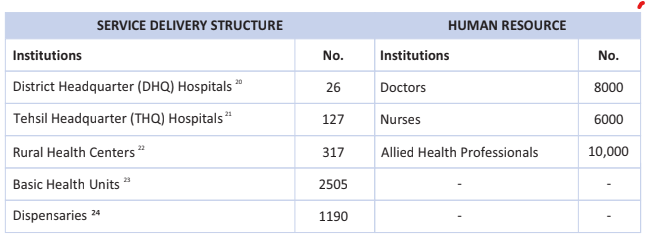 SERVICE DELIVERY STRUCTURE HUMAN RESOURCE
Institutions No. Institutions No.
District Headquarter (DHQ) Hospitals 20 26 Doctors 8000
Tehsil Headquarter (THQ) Hospitals 21 127 Nurses 6000
Rural Health Centers 22 317 Allied Health Professionals 10,000
Basic Health Units 23 2505 - -
Dispensaries 24 1190 - -